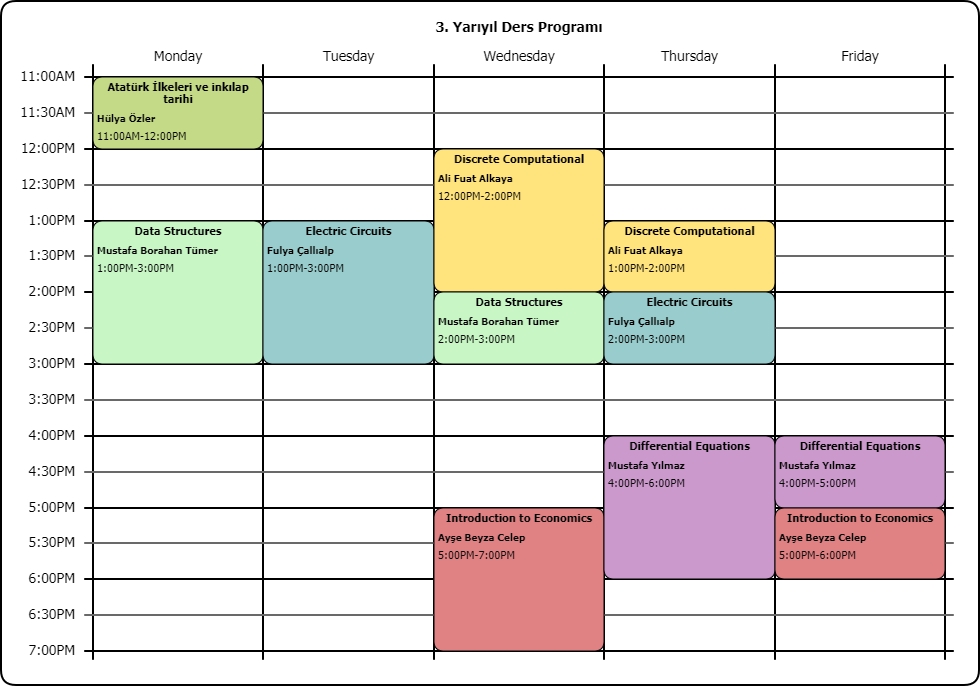 3. Yarıyıl Ders Programı
Monday Tuesday Wednesday Thursday Friday
11:00AM
11:30AM
12:00PM
12:30PM
1:00PM
1:30PM
2:00PM
2:30PM
3:00PM
3:30PM
4:00PM
4:30PM
5:00PM
5:30PM
6:00PM
6:30PM
7:00PM
Atatürk İlkeleri ve inkılap
tarihi
Hülya Özler
11:00AM-12:00PM
Data Structures
Mustafa Borahan Tümer
1:00PM-3:00PM
Electric Circuits
Fulya Çallıalp
1:00PM-3:00PM
Discrete Computational
Ali Fuat Alkaya
12:00PM-2:00PM
Data Structures
Mustafa Borahan Tümer
2:00PM-3:00PM
Introduction to Economics
Ayşe Beyza Celep
5:00PM-7:00PM
Discrete Computational
Ali Fuat Alkaya
1:00PM-2:00PM
Electric Circuits
Fulya Çallıalp
2:00PM-3:00PM
Differential Equations
Mustafa Yılmaz
4:00PM-6:00PM
Differential Equations
Mustafa Yılmaz
4:00PM-5:00PM
Introduction to Economics
Ayşe Beyza Celep
5:00PM-6:00PM